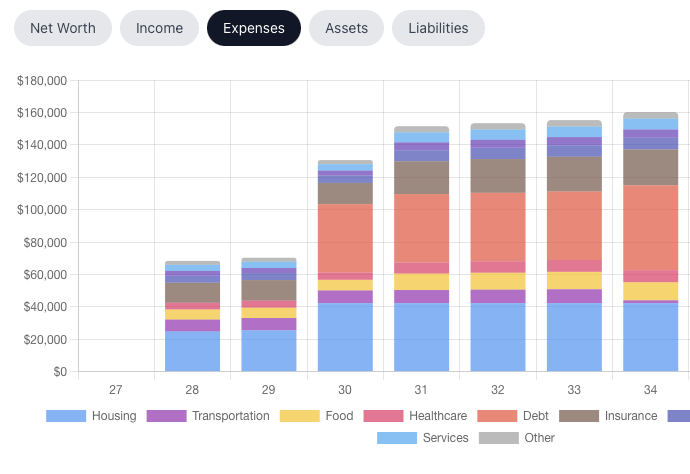 Net Worth Income Expenses Assets Liabilities
$180,000
$160,000
$140,000
$120,000
$100,000
$80,000
$60,000
$40,000
$20,000
$0
27 28 29 30 31 32 33 34
Housing Transportation Food Healthcare Debt Insurance
Services Other